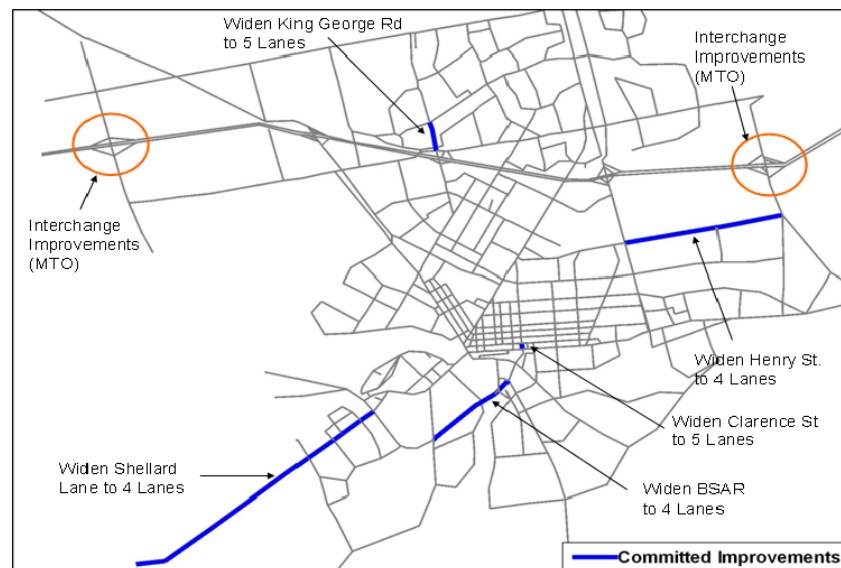 Widen King George Rd
to 5 Lanes
Interchange
Improvements
(MTO)
Interchange
Improvements
(MTO)
Widen Henry St.
to 4 Lanes
Widen Clarence St
to 5 Lanes
Widen Shellard
Lane to 4 Lanes
Widen BSAR
to 4 Lanes
Committed Improvements